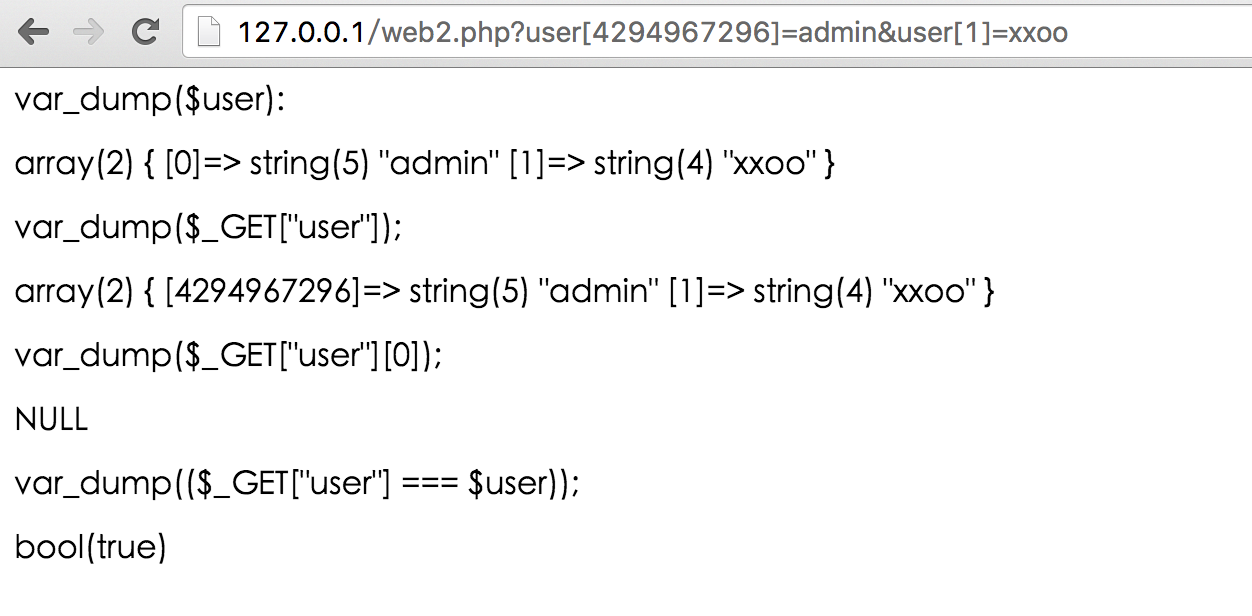 127.0.0.1/web2.php?user[4294967296]=admin&user[1]=xxoo
var_dump($user):
array(2) { [0]=> string(5) "admin" [1]=> string(4) "xxoo" }
var_dump($_GET["user"]);
array(2) { [4294967296]=> string(5) "admin" [1]=> string(4) "xxoo" }
var_dump($_GET["user"][0]);
NULL
var_dump(($_GET["user"] === $user));
bool(true)